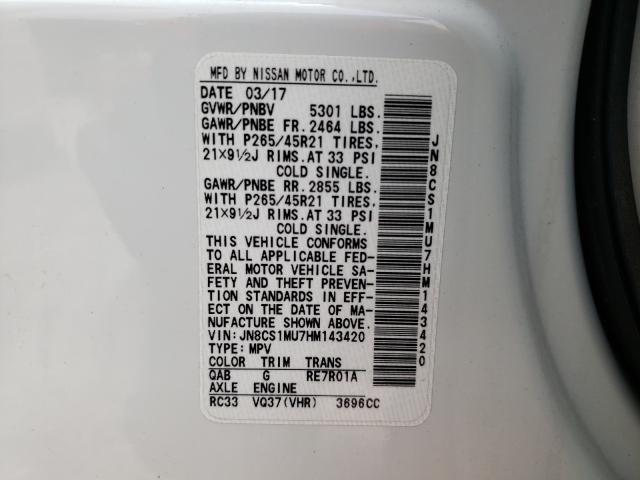 MFD BY NISSAN MOTOR CO.,LTD.
DATE 03/17
GVWR/PNBV 5301 LBS.
GAWR/PNBE FR. 2464 LBS.
WITH P265/45R21 TIRES,
21×9½J RIMS.AT 33 PSI
COLD SINGLE.
GAWR/PNBE RR. 2855 LBS.
WITH P265/45R21 TIRES,
21×9½J RIMS.AT 33 PSI
COLD SINGLE.
THIS VEHICLE CONFORMS
TO ALL APPLICABLE FED-
ERAL MOTOR VEHICLE SA-
FETY AND THEFT PREVEN-
TION STANDARDS IN EFF-
ECT ON THE DATE OF MA-
NUFACTURE SHOWN ABOVE.
VIN:JN8CS1MU7HM143420
TYPE: MPV
COLOR TRIM TRANS
QAB G RE7R01A
AXLE ENGINE
RC33 VQ37(VHR) 3696CC
JN8CS1MU7HM143420